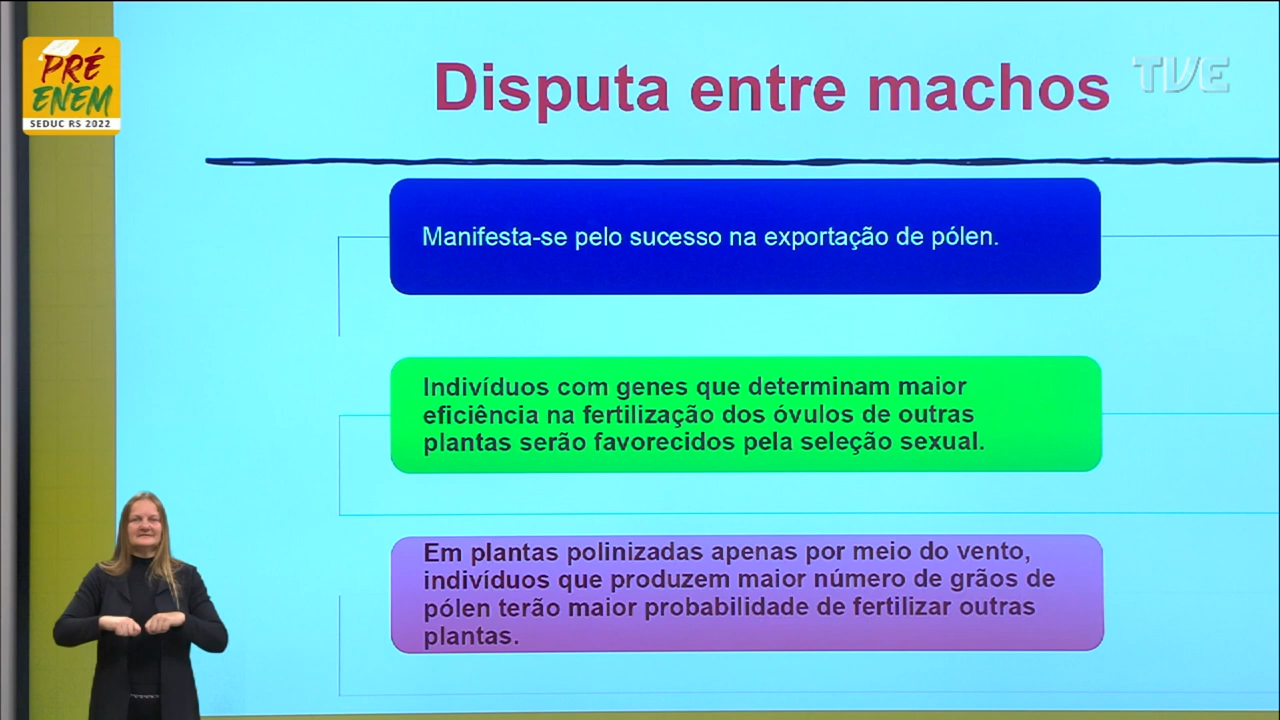 PRÉ
ENEM
SEDUC RS 2022
TVE
Disputa entre machos
Manifesta-se pelo sucesso na exportação de pólen.
Indivíduos com genes que determinam maior
eficiência na fertilização dos óvulos de outras
plantas serão favorecidos pela seleção sexual.
Em plantas polinizadas apenas por meio do vento,
indivíduos que produzem maior número de grãos de
pólen terão maior probabilidade de fertilizar outras
plantas.